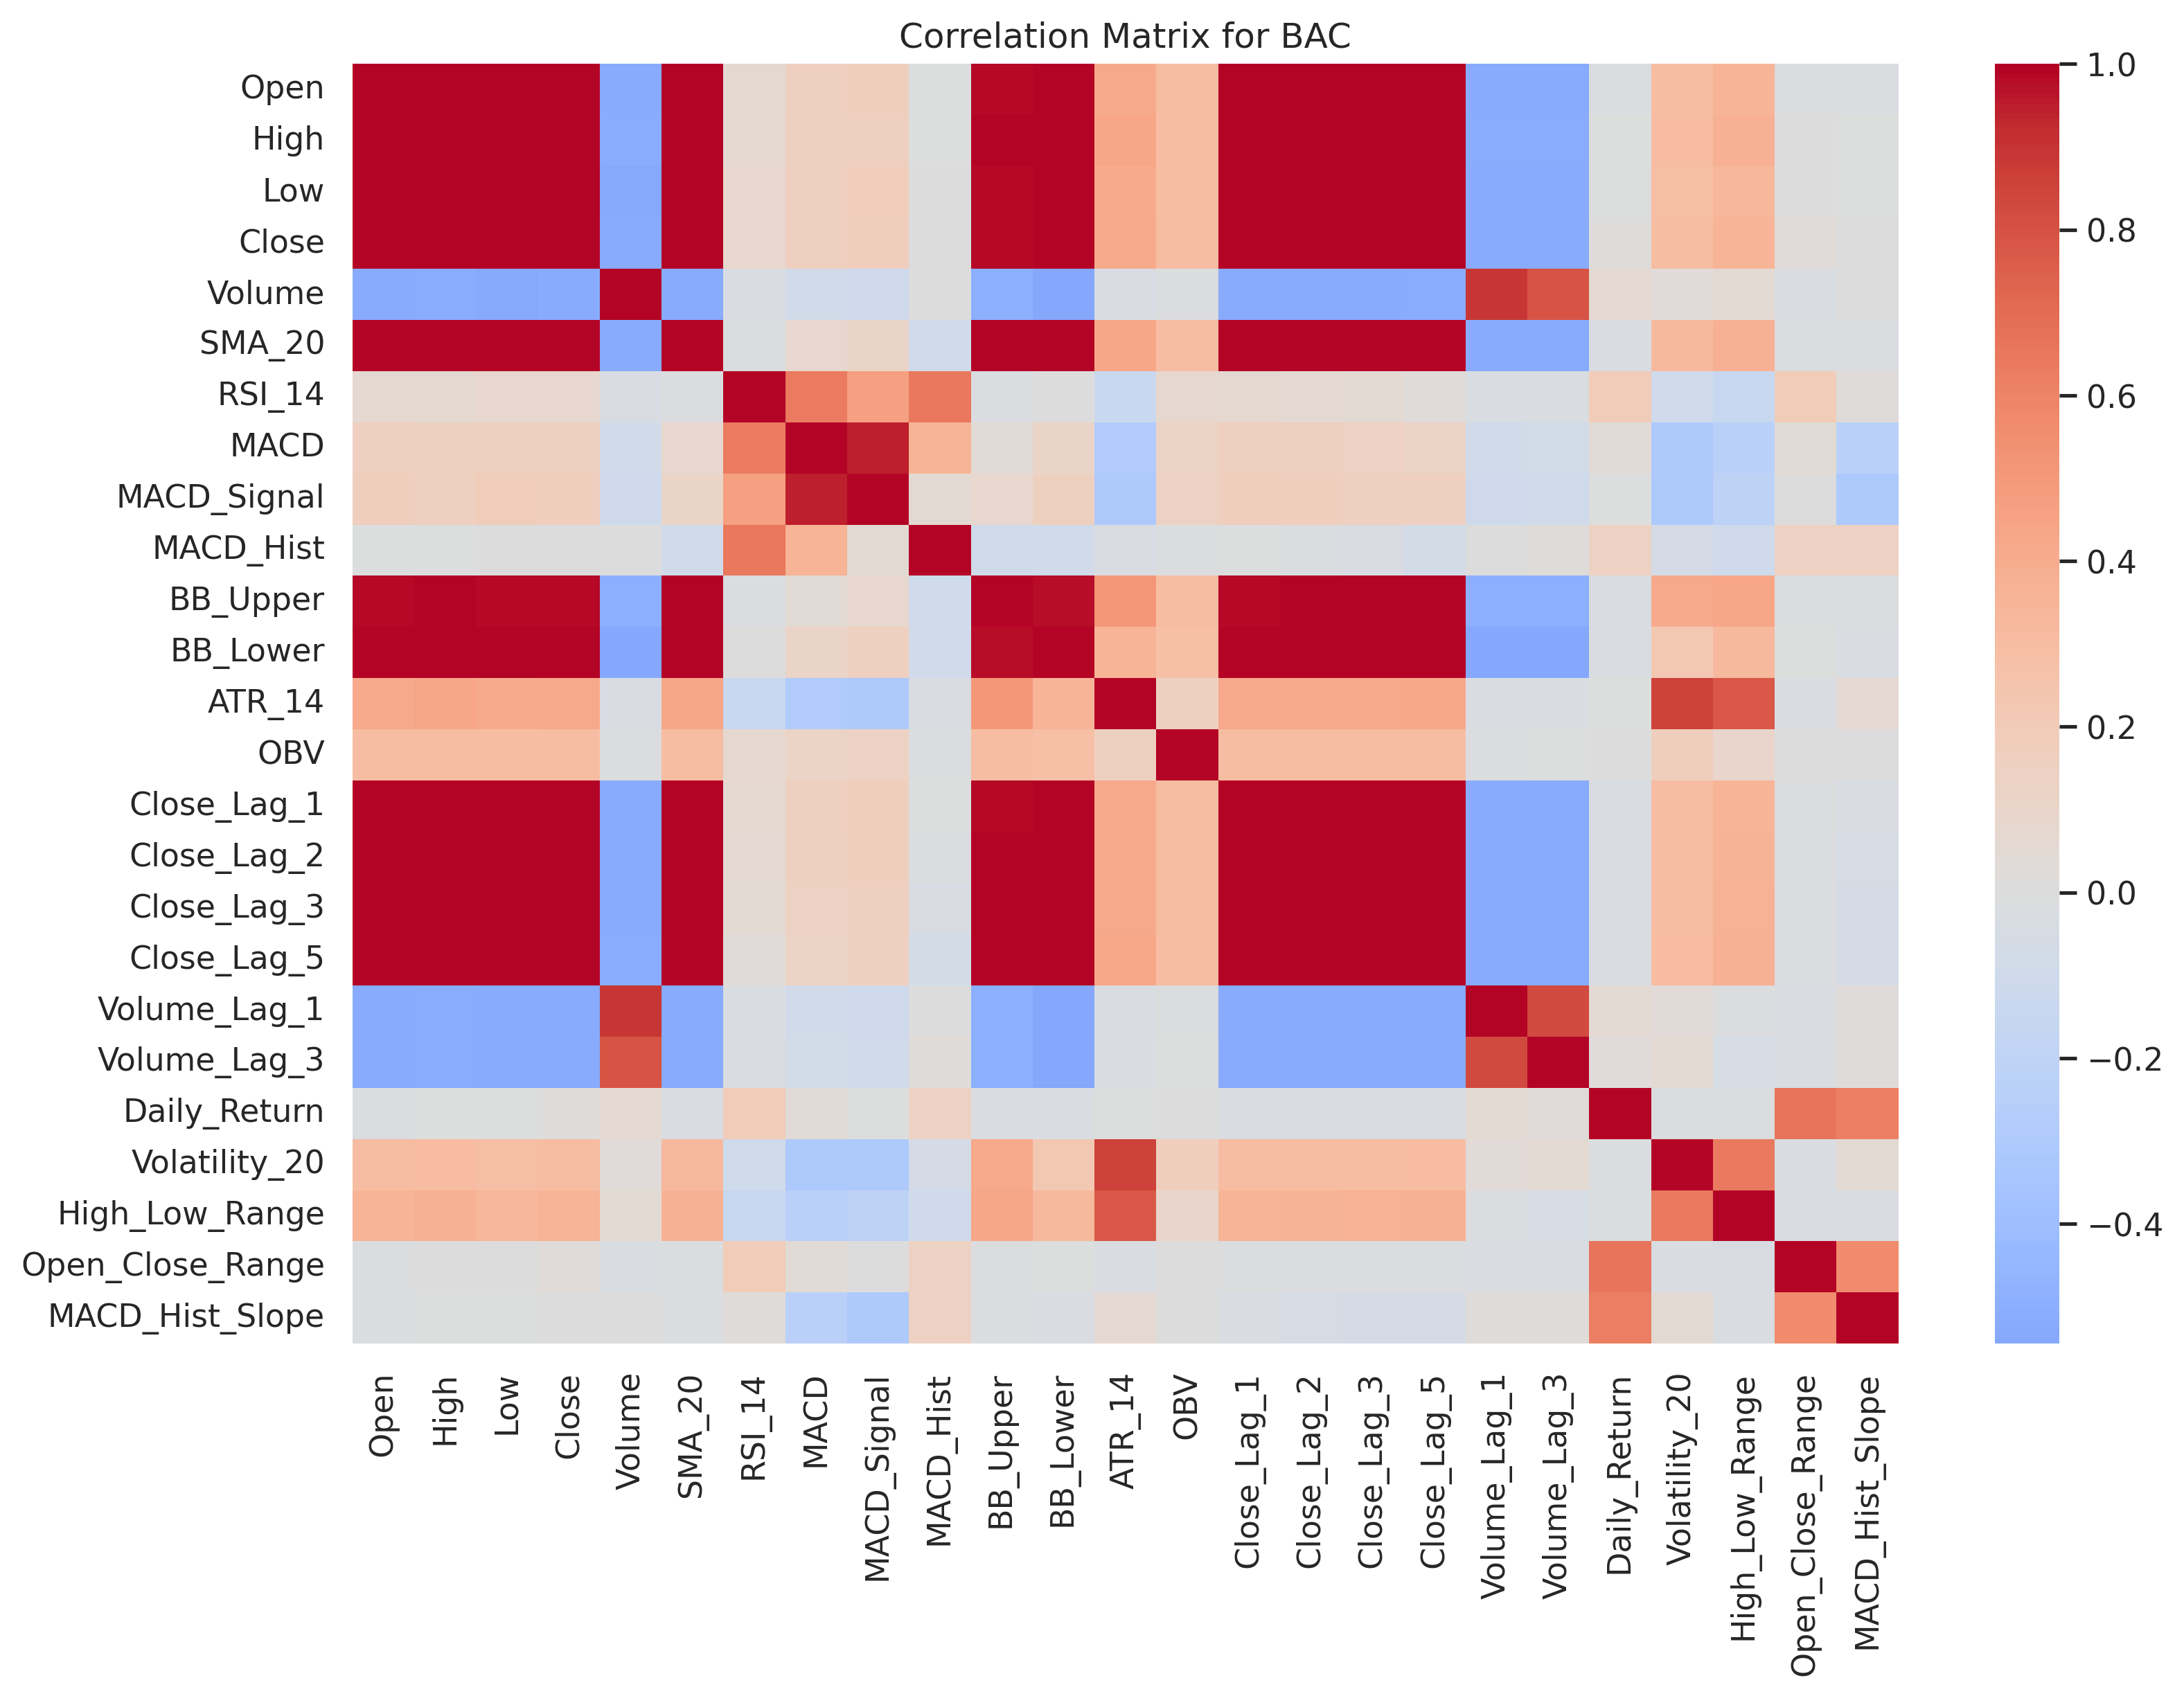 Correlation Matrix for BAC
Open
High
Low
Close
Volume
SMA_20
RSI_14
MACD
MACD_Signal
MACD_Hist
BB_Upper
BB_Lower
ATR_14
OBV
Close_Lag_1
Close_Lag_2
Close_Lag_3
Close_Lag_5
Volume_Lag_1
Volume_Lag_3
Daily_Return
Volatility_20
High_Low_Range
Open_Close_Range
MACD_Hist_Slope
Open
High
Low
Close
Volume
SMA_20
RSI_14
MACD
MACD_Signal
MACD_Hist
BB_Upper
BB_Lower
ATR_14
OBV
Close_Lag_1
Close_Lag_2
Close_Lag_3
Close_Lag_5
Volume_Lag_1
Volume_Lag_3
Daily_Return
Volatility_20
High_Low_Range
Open_Close_Range
MACD_Hist_Slope
1.0
0.8
0.6
0.4
0.2
0.0
−0.2
−0.4